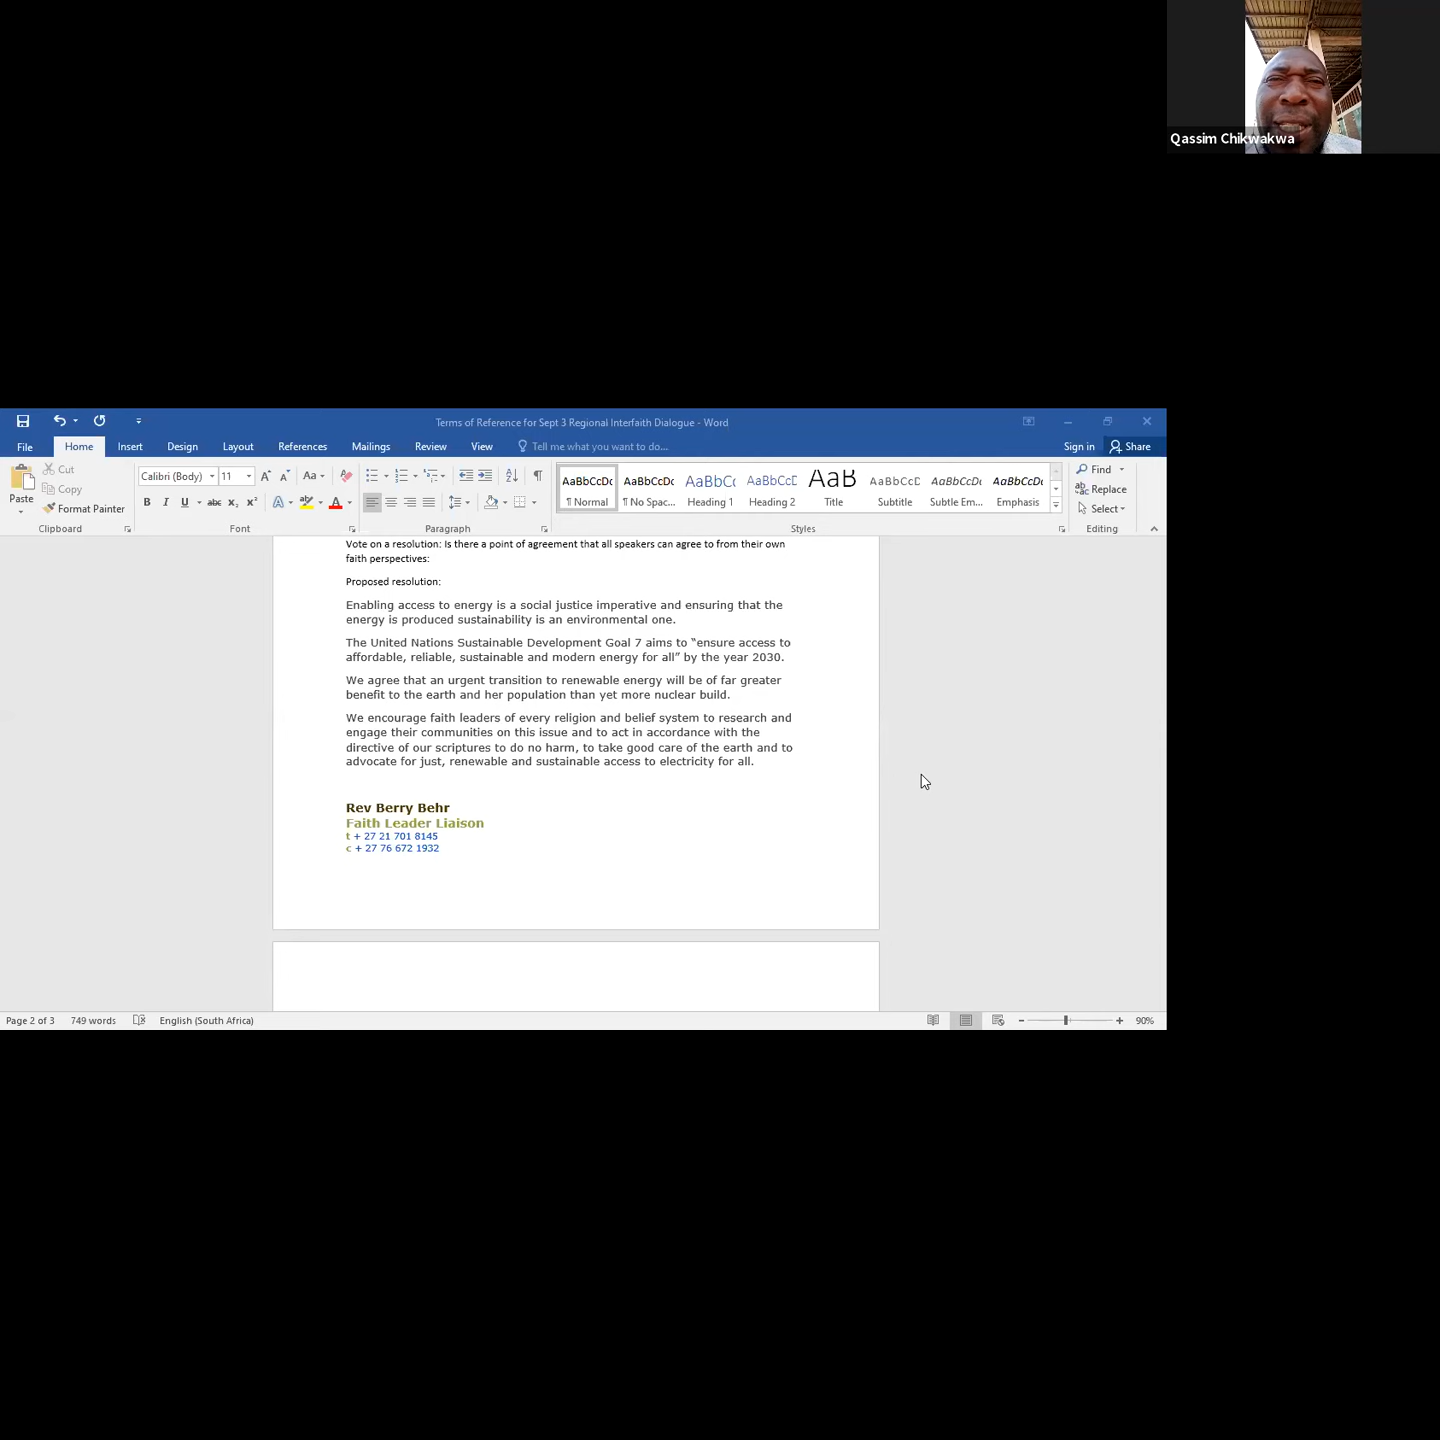 Qassim Chikwakwa
Terms of Reference for Sept 3 Regional Interfaith Dialogue - Word
File Home Insert Design Layout References Mailings Review View Tell me what you want to do... Sign in Share
Cut
Copy
Paste
Format Painter
Clipboard
Calibri (Body) 11
Font
Paragraph
AaBbCcDc AaBbCcDc AaBbCc AaBbCcD AaB AaBbCcD AaBbCcDc AaBbCcDc
¶ Normal ¶ No Spac... Heading 1 Heading 2 Title Subtitle Subtle Em... Emphasis
Styles
Find
Replace
Select
Editing
Vote on a resolution: Is there a point of agreement that all speakers can agree to from their own
faith perspectives:
Proposed resolution:
Enabling access to energy is a social justice imperative and ensuring that the
energy is produced sustainability is an environmental one.
The United Nations Sustainable Development Goal 7 aims to “ensure access to
affordable, reliable, sustainable and modern energy for all” by the year 2030.
We agree that an urgent transition to renewable energy will be of far greater
benefit to the earth and her population than yet more nuclear build.
We encourage faith leaders of every religion and belief system to research and
engage their communities on this issue and to act in accordance with the
directive of our scriptures to do no harm, to take good care of the earth and to
advocate for just, renewable and sustainable access to electricity for all.
Rev Berry Behr
Faith Leader Liaison
t + 27 21 701 8145
c + 27 76 672 1932
Page 2 of 3 749 words English (South Africa) 90%